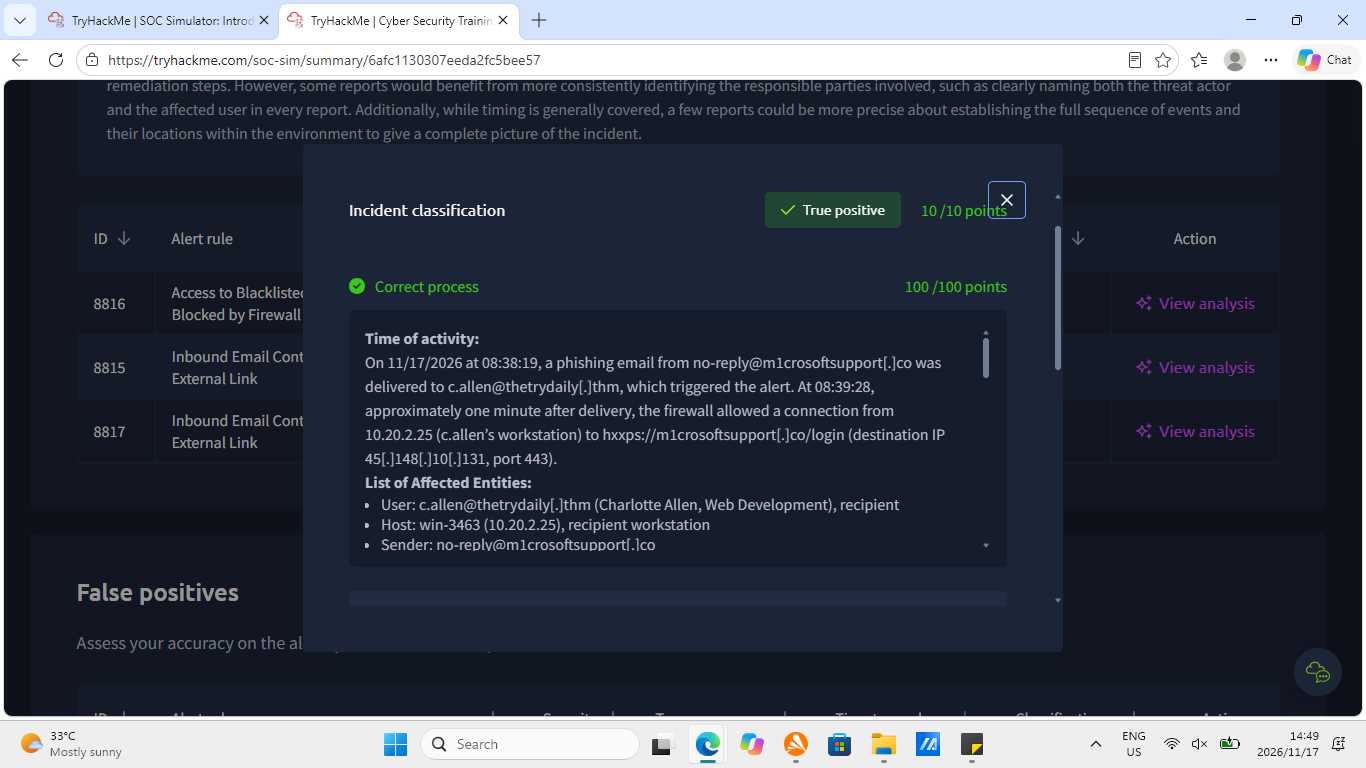 TryHackMe | SOC Simulator: Introd
TryHackMe | Cyber Security Trainin
https://tryhackme.com/soc-sim/summary/6afc1130307eeda2fc5bee57
Chat
remediation steps. However, some reports would benefit from more consistently identifying the responsible parties involved, such as clearly naming both the threat actor
and the affected user in every report. Additionally, while timing is generally covered, a few reports could be more precise about establishing the full sequence of events and
their locations within the environment to give a complete picture of the incident.
Incident classification
True positive
10 /10 points
ID
Alert rule
Action
Correct process
100 /100 points
8816
Access to Blacklisted
Blocked by Firewall
View analysis
8815
Inbound Email Cont
External Link
View analysis
8817
Inbound Email Cont
External Link
View analysis
Time of activity:
On 11/17/2026 at 08:38:19, a phishing email from no-reply@m1crosoftsupport[.]co was
delivered to c.allen@thetrydaily[.]thm, which triggered the alert. At 08:39:28,
approximately one minute after delivery, the firewall allowed a connection from
10.20.2.25 (c.allen’s workstation) to hxxps://m1crosoftsupport[.]co/login (destination IP
45[.]148[.]10[.]131, port 443).
List of Affected Entities:
• User: c.allen@thetrydaily[.]thm (Charlotte Allen, Web Development), recipient
• Host: win-3463 (10.20.2.25), recipient workstation
• Sender: no-reply@m1crosoftsupport[.]co
False positives
Assess your accuracy on the al
33°C
Mostly sunny
Search
ENG
US
14:49
2026/11/17